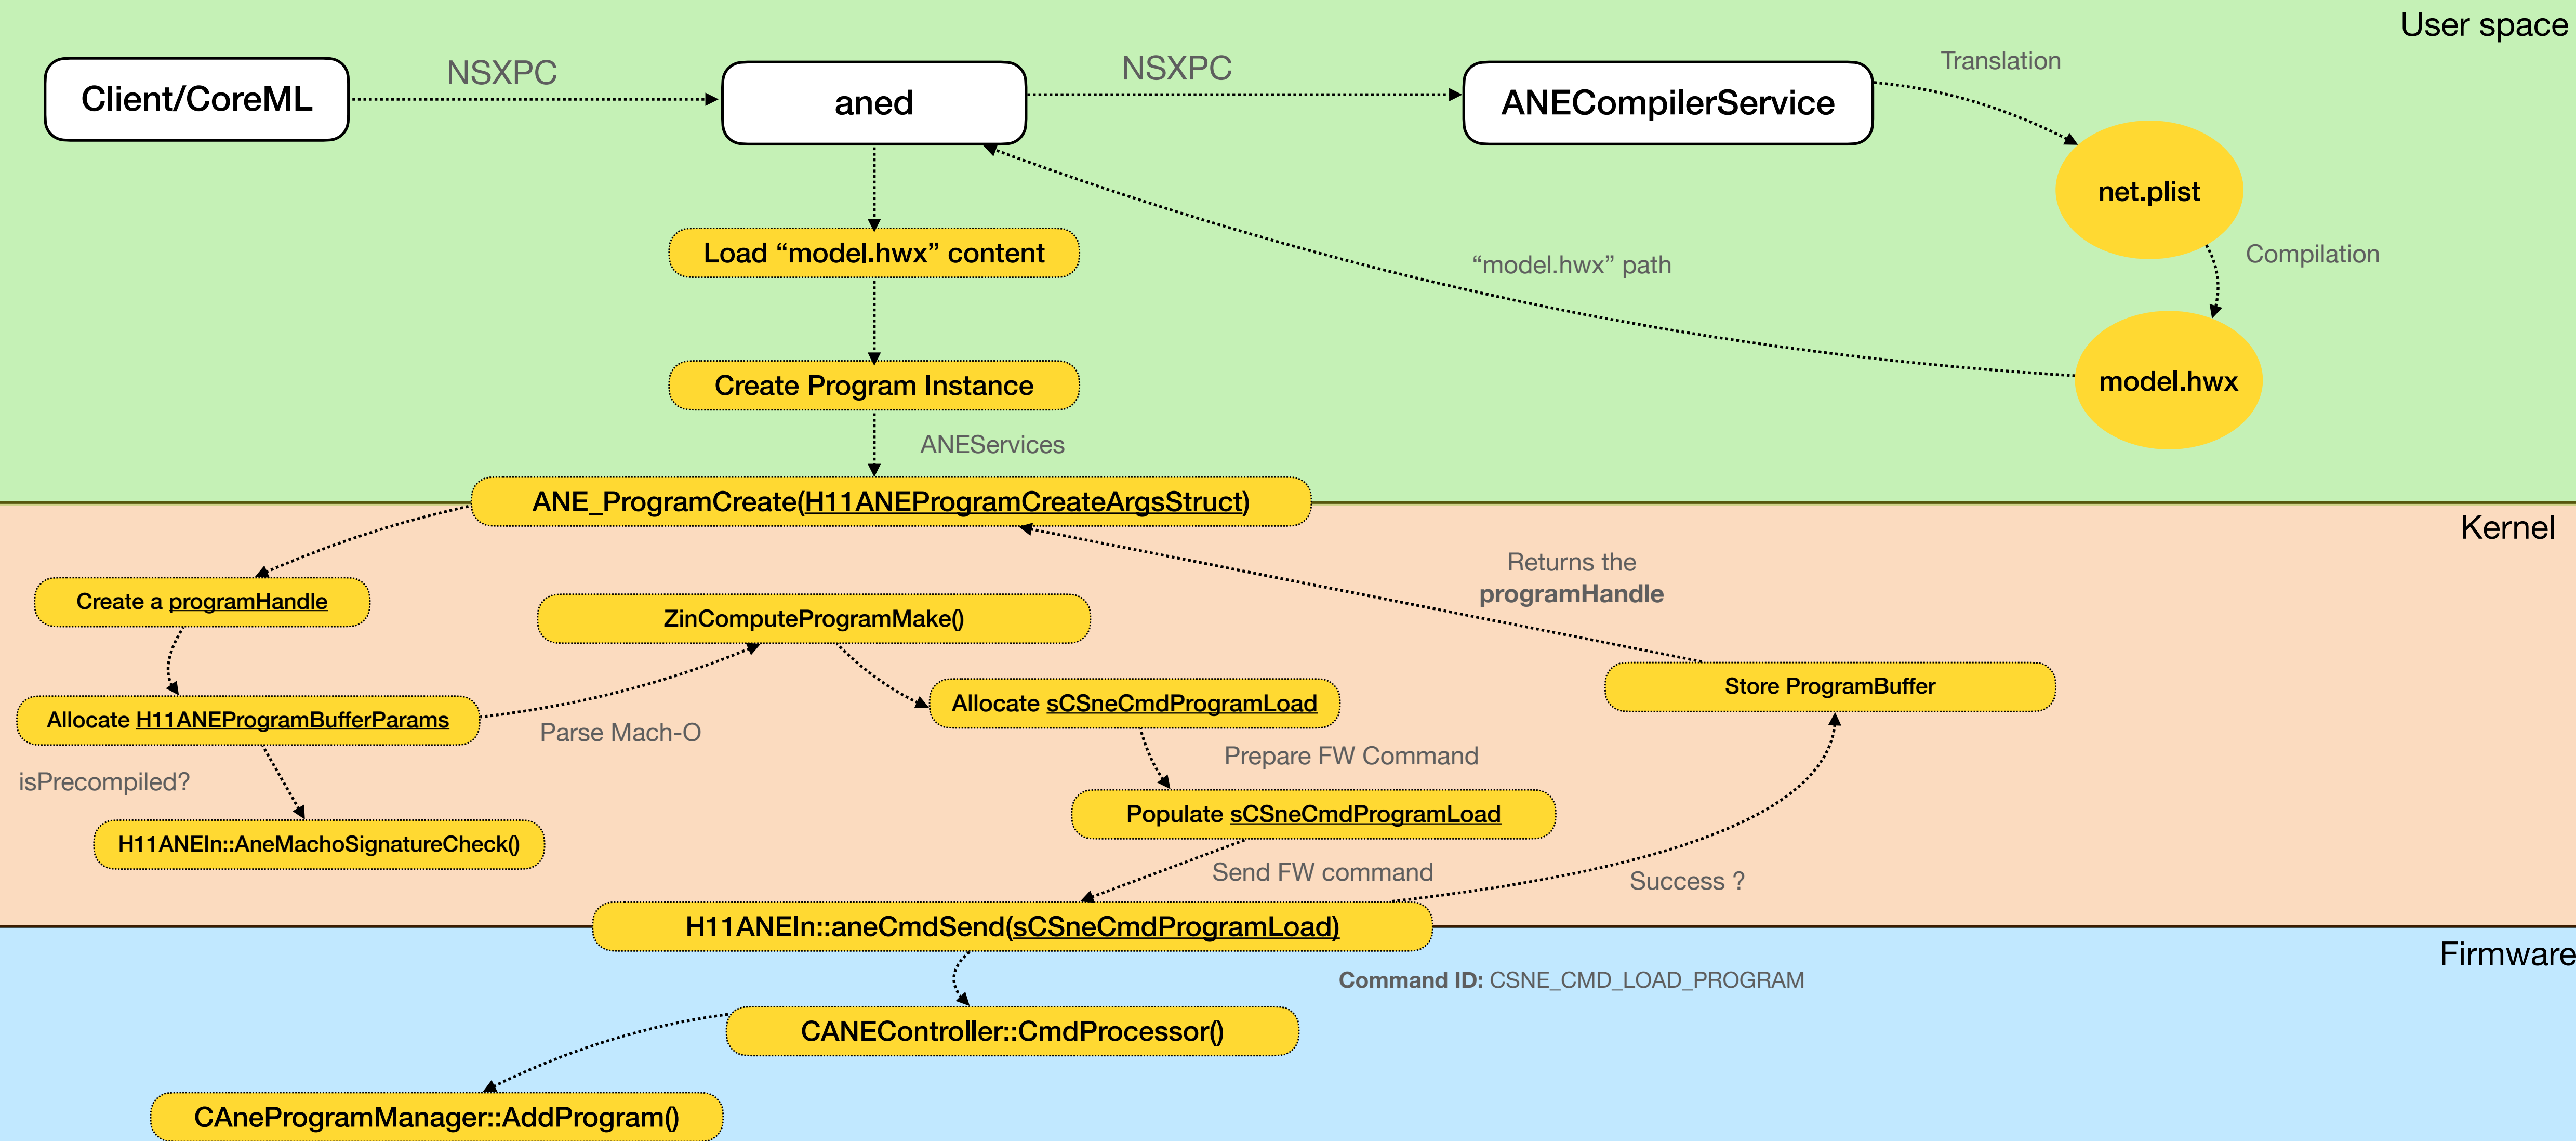 User space
Client/CoreML
NSXPC
aned
NSXPC
ANECompilerService
Translation
net.plist
Compilation
model.hwx
“model.hwx” path
Load “model.hwx” content
Create Program Instance
ANEServices
ANE_ProgramCreate(H11ANEProgramCreateArgsStruct)
Kernel
Create a programHandle
Allocate H11ANEProgramBufferParams
isPrecompiled?
H11ANEIn::AneMachoSignatureCheck()
Parse Mach-O
ZinComputeProgramMake()
Allocate sCSneCmdProgramLoad
Prepare FW Command
Populate sCSneCmdProgramLoad
Send FW command
Returns the
programHandle
Store ProgramBuffer
Success ?
H11ANEIn::aneCmdSend(sCSneCmdProgramLoad)
Firmware
Command ID: CSNE_CMD_LOAD_PROGRAM
CANEController::CmdProcessor()
CAneProgramManager::AddProgram()